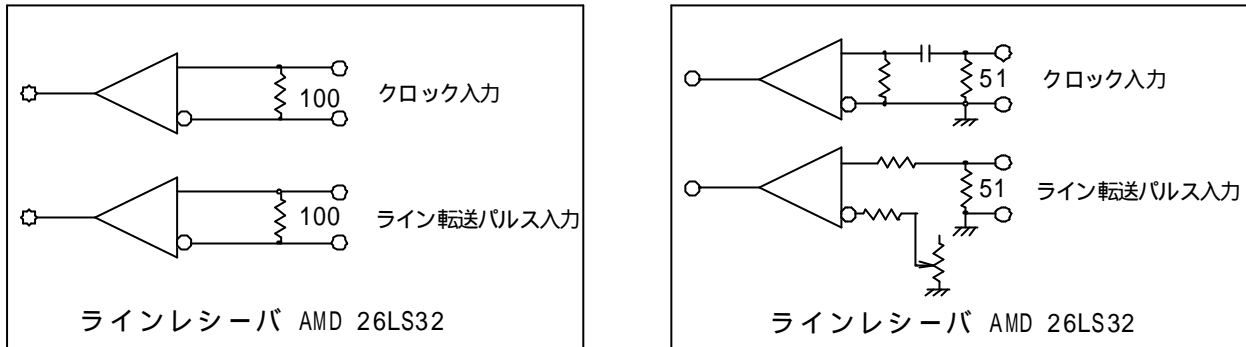 100 クロック入力
100 ライン転送パルス入力
ラインレシーバ AMD 26LS32
51 クロック入力
51 ライン転送パルス入力
ラインレシーバ AMD 26LS32